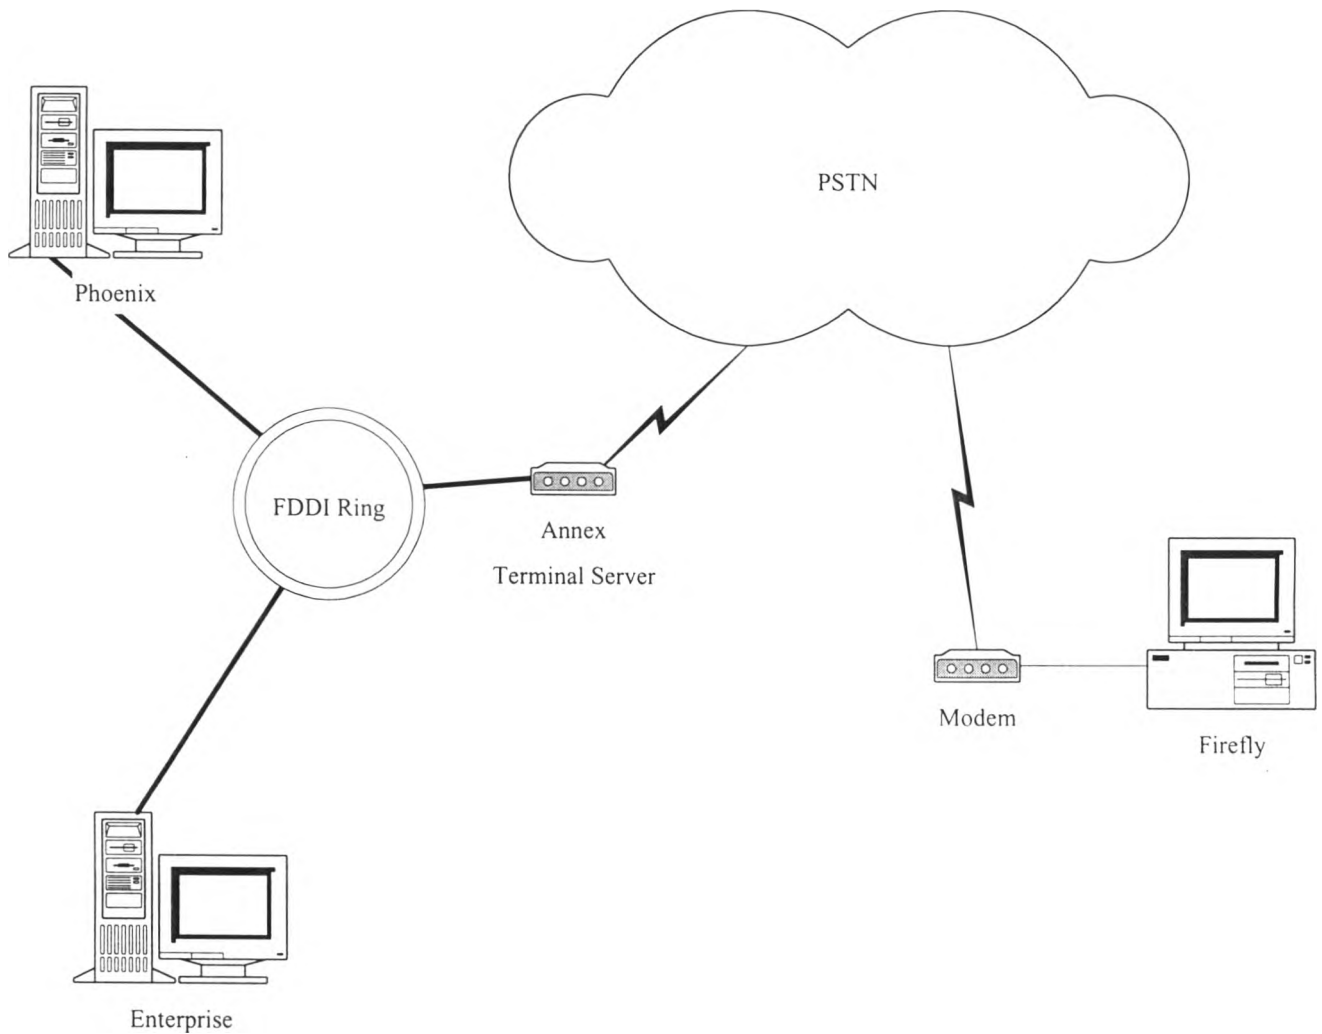 PSTN
Phoenix
FDDI Ring
Annex
Terminal Server
Modem
Firefly
Enterprise